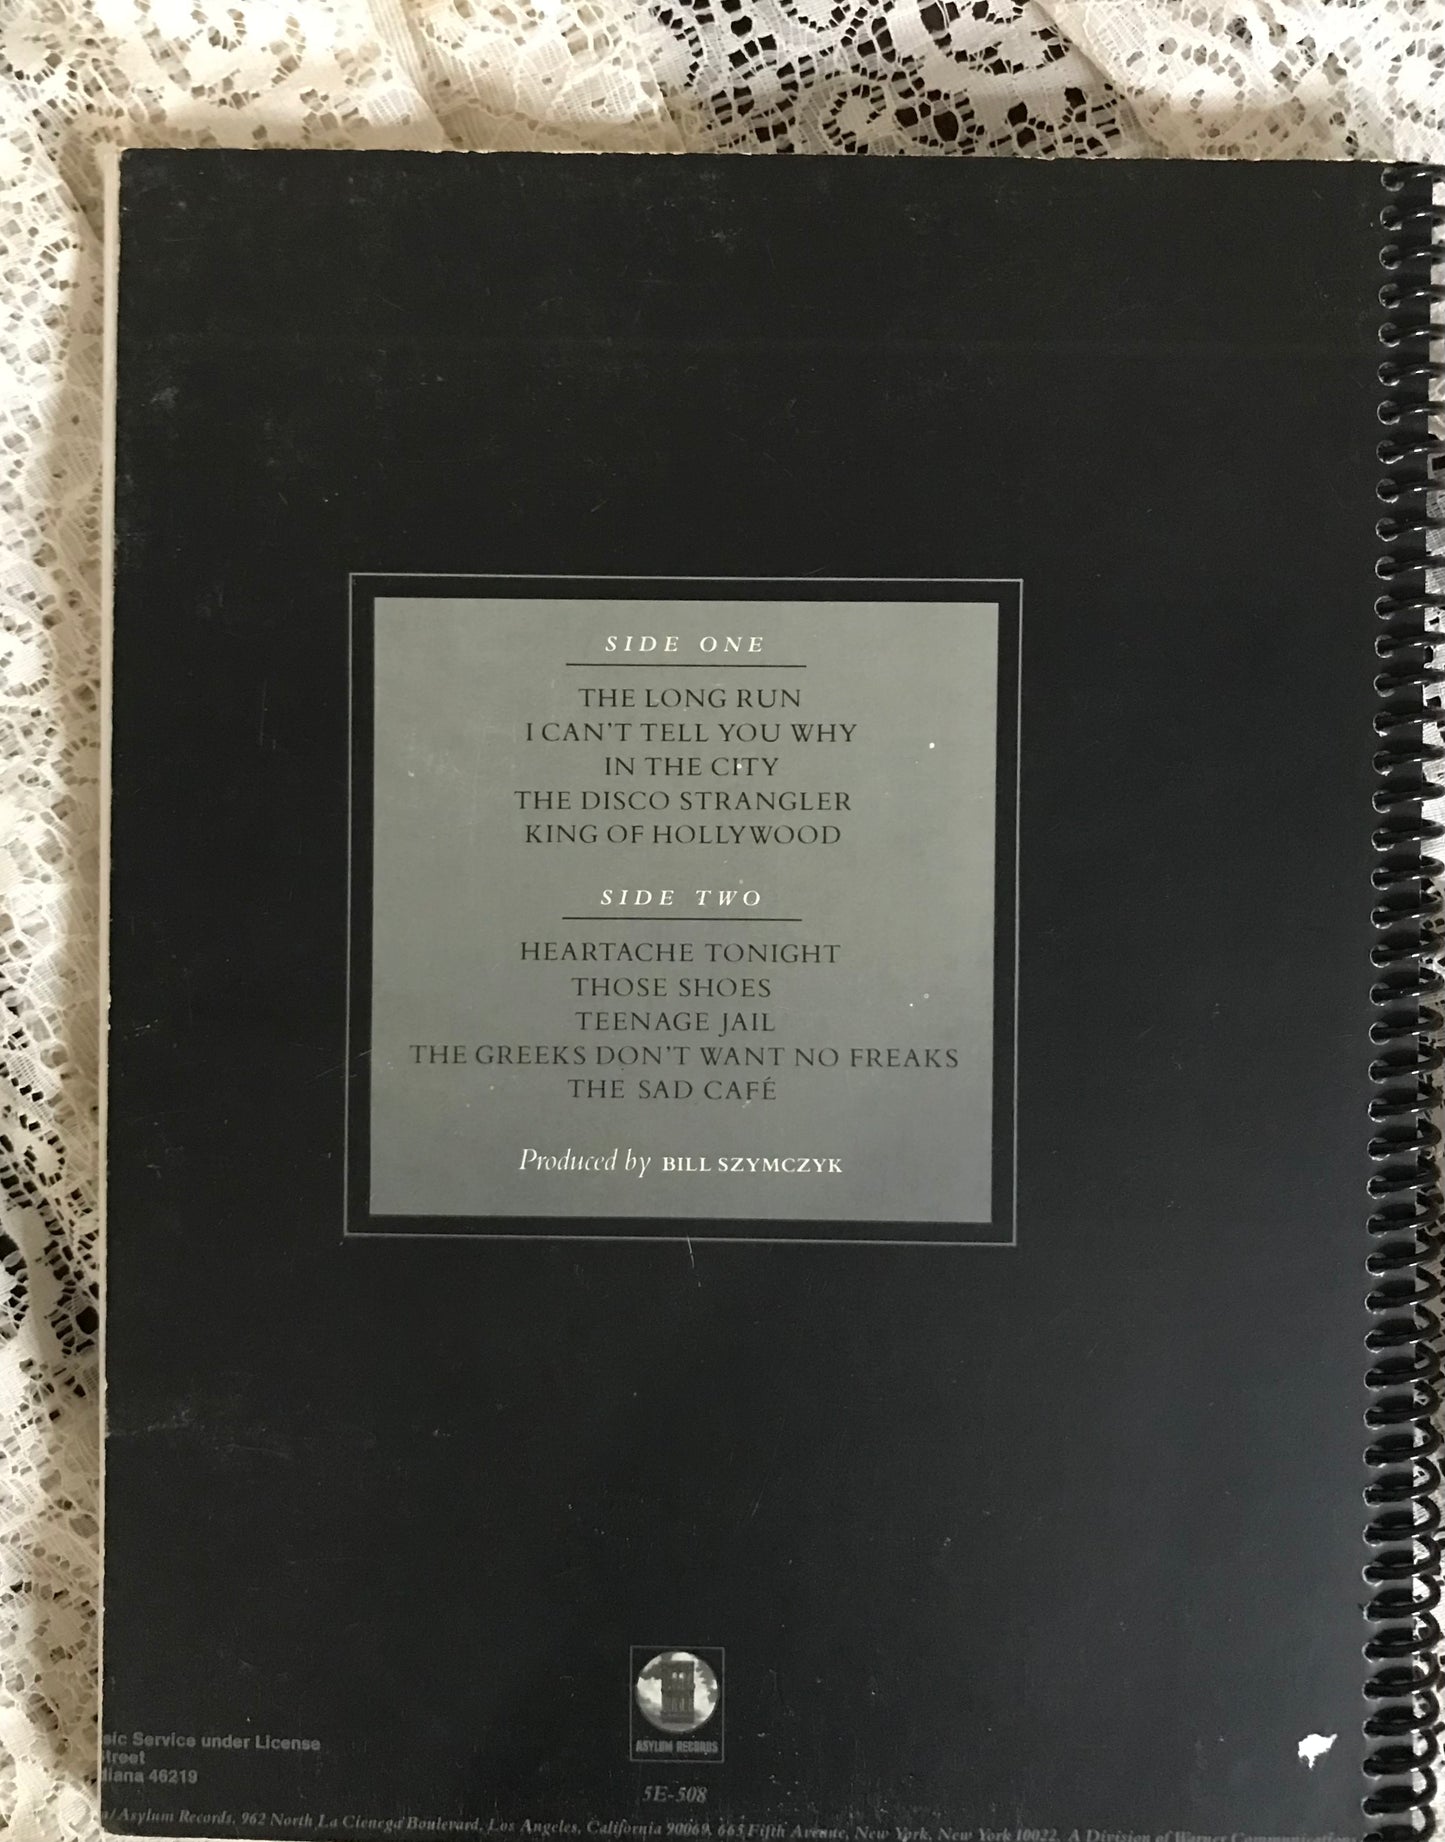 SIDE ONE
THE LONG RUN
I CAN'T TELL YOU WHY
IN THE CITY
THE DISCO STRANGLER
KING OF HOLLYWOOD
SIDE TWO
HEARTACHE TONIGHT
THOSE SHOES
TEENAGE JAIL
THE GREEKS DON'T WANT NO FREAKS
THE SAD CAFÉ
Produced by BILL SZYMCZYK
ASYLUM RECORDS
sic Service under License
Street
diana 46219
5E-508
/Asylum Records, 962 North La Cienega Boulevard, Los Angeles, California 90069, 665 Fifth Avenue, New York, New York 10022. A Division of Warner